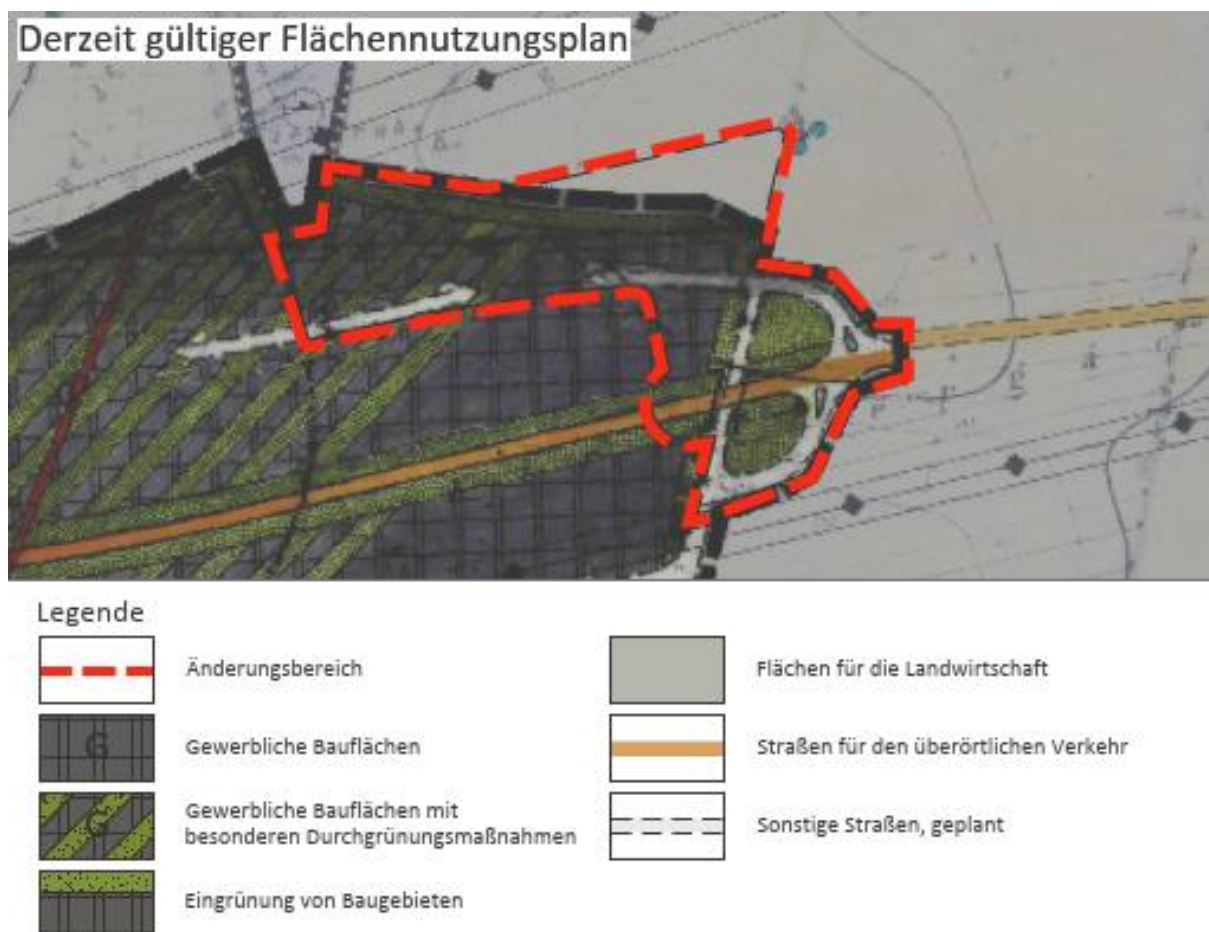 Derzeit gültiger Flächennutzungsplan
Legende
Änderungsbereich
G
Gewerbliche Bauflächen
G
Gewerbliche Bauflächen mit
besonderen Durchgrünungsmaßnahmen
Eingrünung von Baugebieten
Flächen für die Landwirtschaft
Straßen für den überörtlichen Verkehr
Sonstige Straßen, geplant